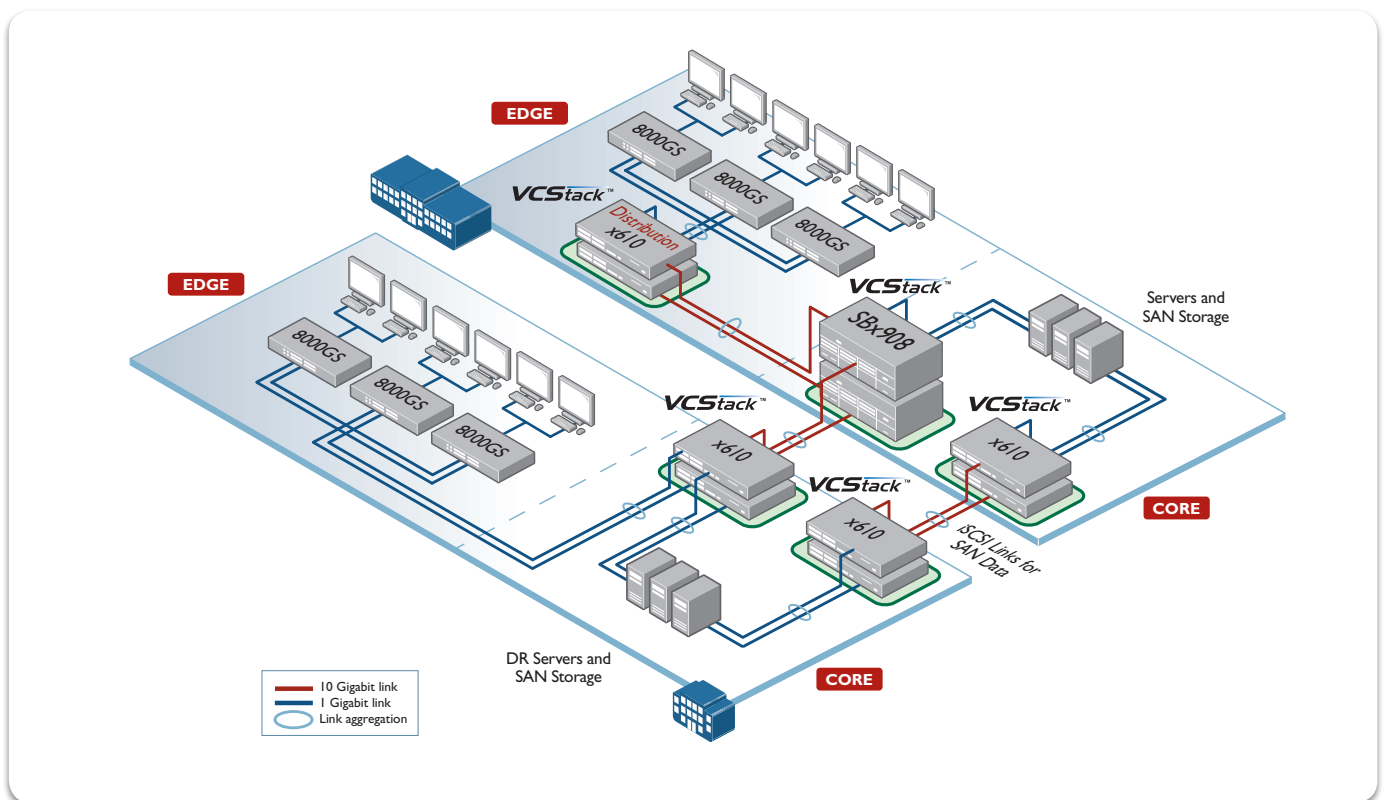 EDGE
8000GS
8000GS
8000GS
VCStack™
Distribution
x610
VCStack™
SBx908
Servers and
SAN Storage
EDGE
8000GS
8000GS
8000GS
VCStack™
x610
VCStack™
x610
VCStack™
x610
iSCSI Links for
SAN Data
CORE
DR Servers and
SAN Storage
CORE
10 Gigabit link
1 Gigabit link
Link aggregation